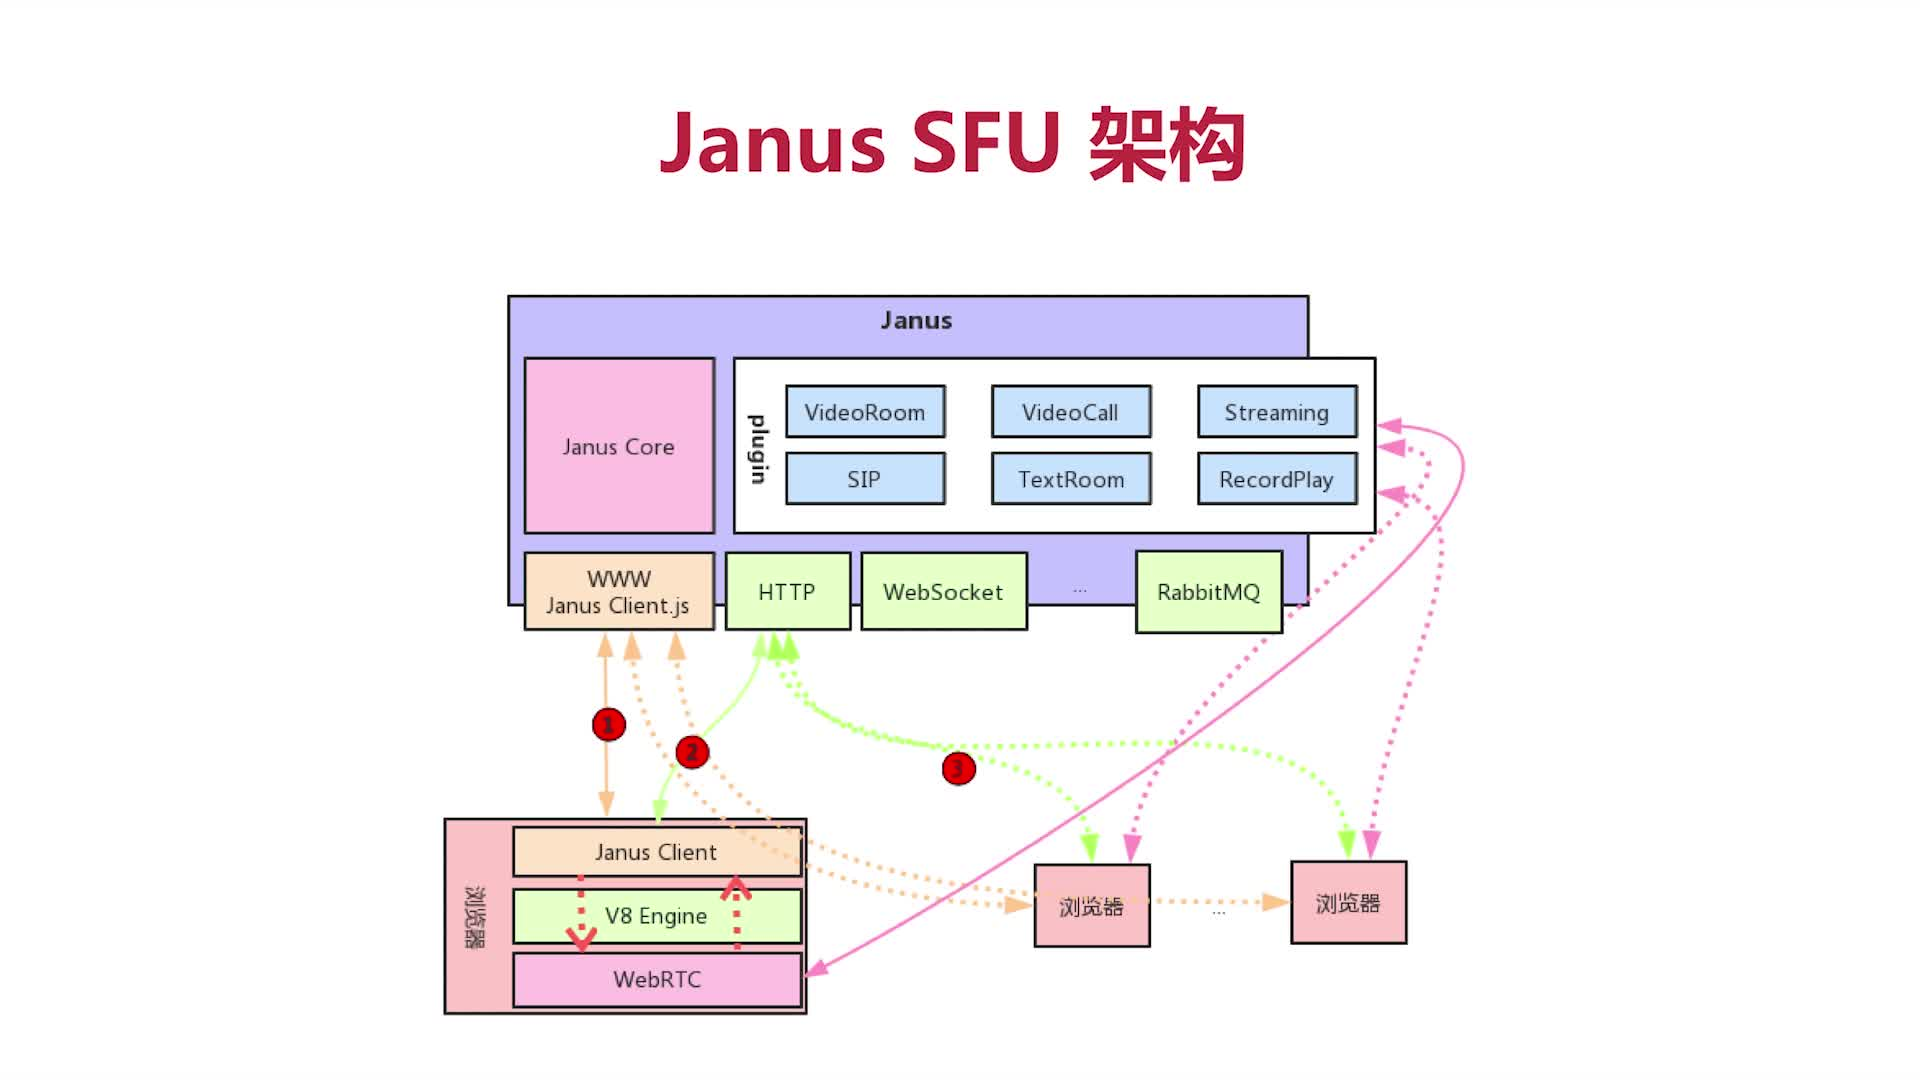 Janus SFU 架构
Janus
Janus Core
plugin
VideoRoom
VideoCall
Streaming
SIP
TextRoom
RecordPlay
WWW
Janus Client.js
HTTP
WebSocket
...
RabbitMQ
1
2
3
浏览器
Janus Client
V8 Engine
WebRTC
浏览器
...
浏览器